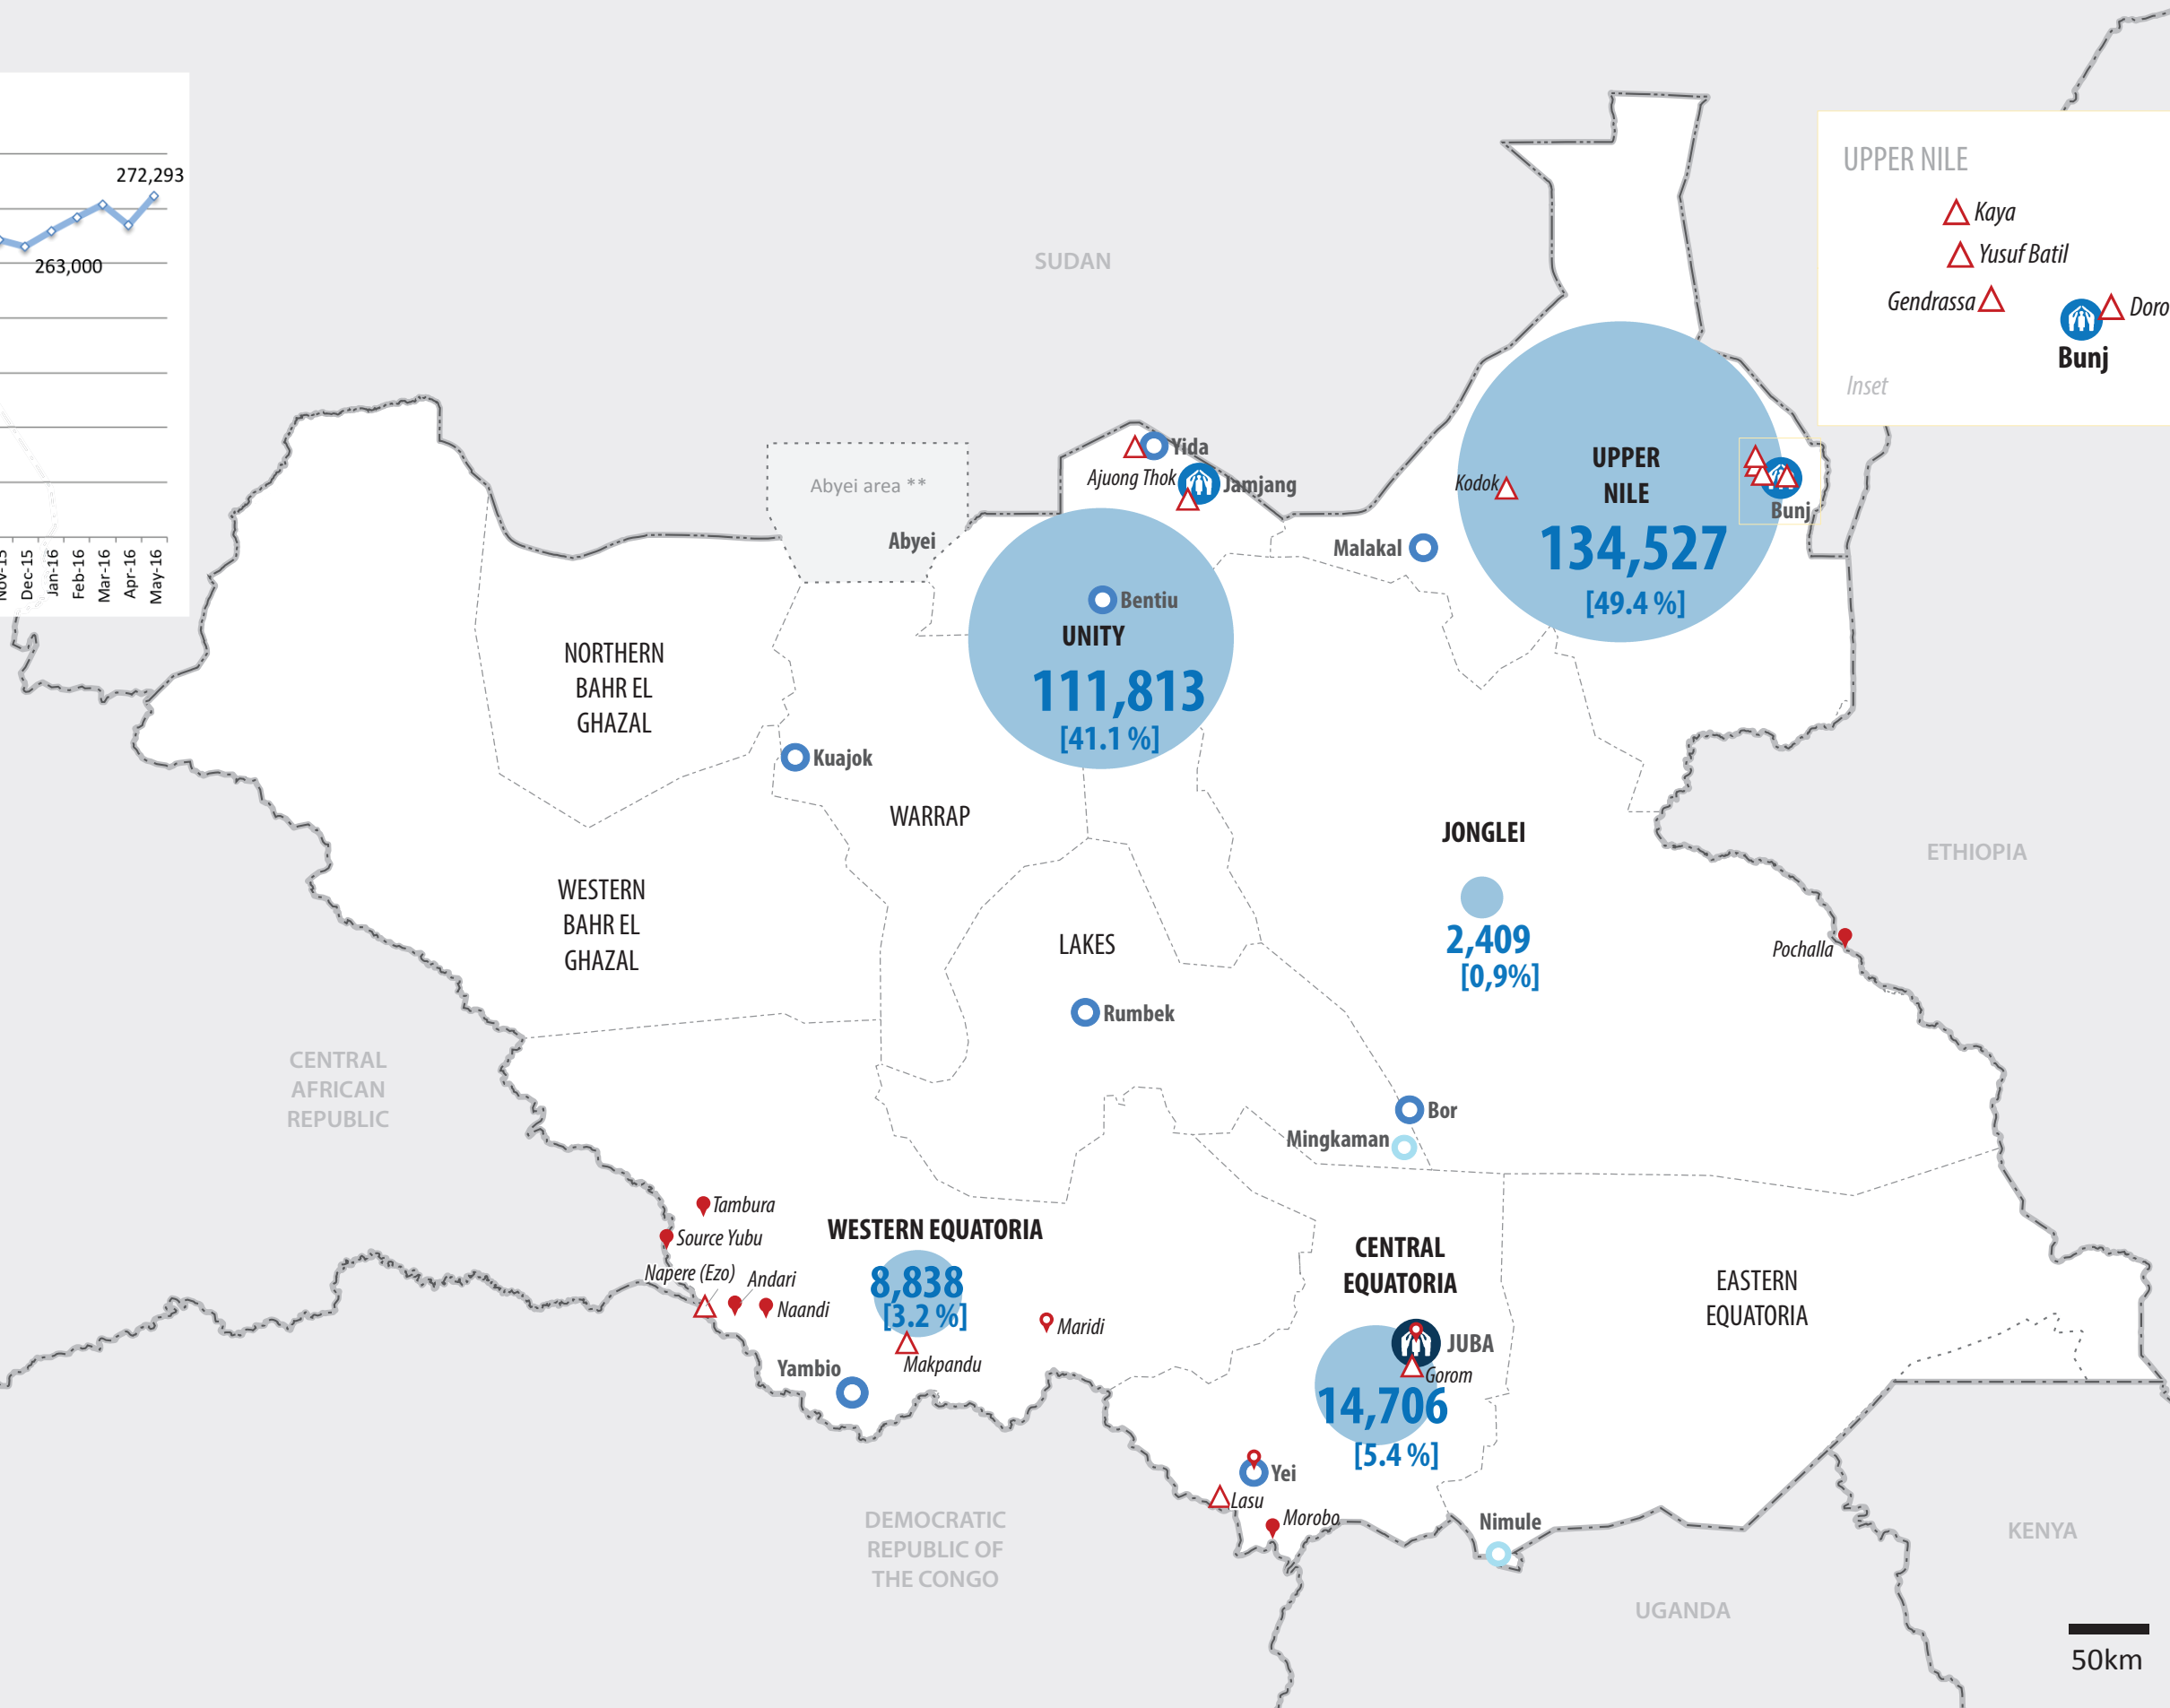 272,293
263,000
Nov-15
Dec-15
Jan-16
Feb-16
Mar-16
Apr-16
May-16
UPPER NILE
Kaya
Yusuf Batil
Gendrassa
Doro
Bunj
Inset
SUDAN
Yida
Ajuong Thok
Jamjang
Abyei area **
Abyei
Kodok
UPPER
NILE
134,527
[49.4 %]
Bunj
Malakal
Bentiu
UNITY
111,813
[41.1 %]
NORTHERN
BAHR EL
GHAZAL
Kuajok
WARRAP
JONGLEI
2,409
[0,9%]
ETHIOPIA
WESTERN
BAHR EL
GHAZAL
LAKES
Pochalla
Rumbek
CENTRAL
AFRICAN
REPUBLIC
Bor
Mingkaman
Tambura
Source Yubu
Napere (Ezo)
Andari
Naandi
WESTERN EQUATORIA
8,838
[3.2 %]
Makpandu
Maridi
Yambio
CENTRAL
EQUATORIA
JUBA
Gorom
14,706
[5.4 %]
EASTERN
EQUATORIA
Yei
Lasu
Morobo
Nimule
DEMOCRATIC
REPUBLIC OF
THE CONGO
UGANDA
KENYA
50km